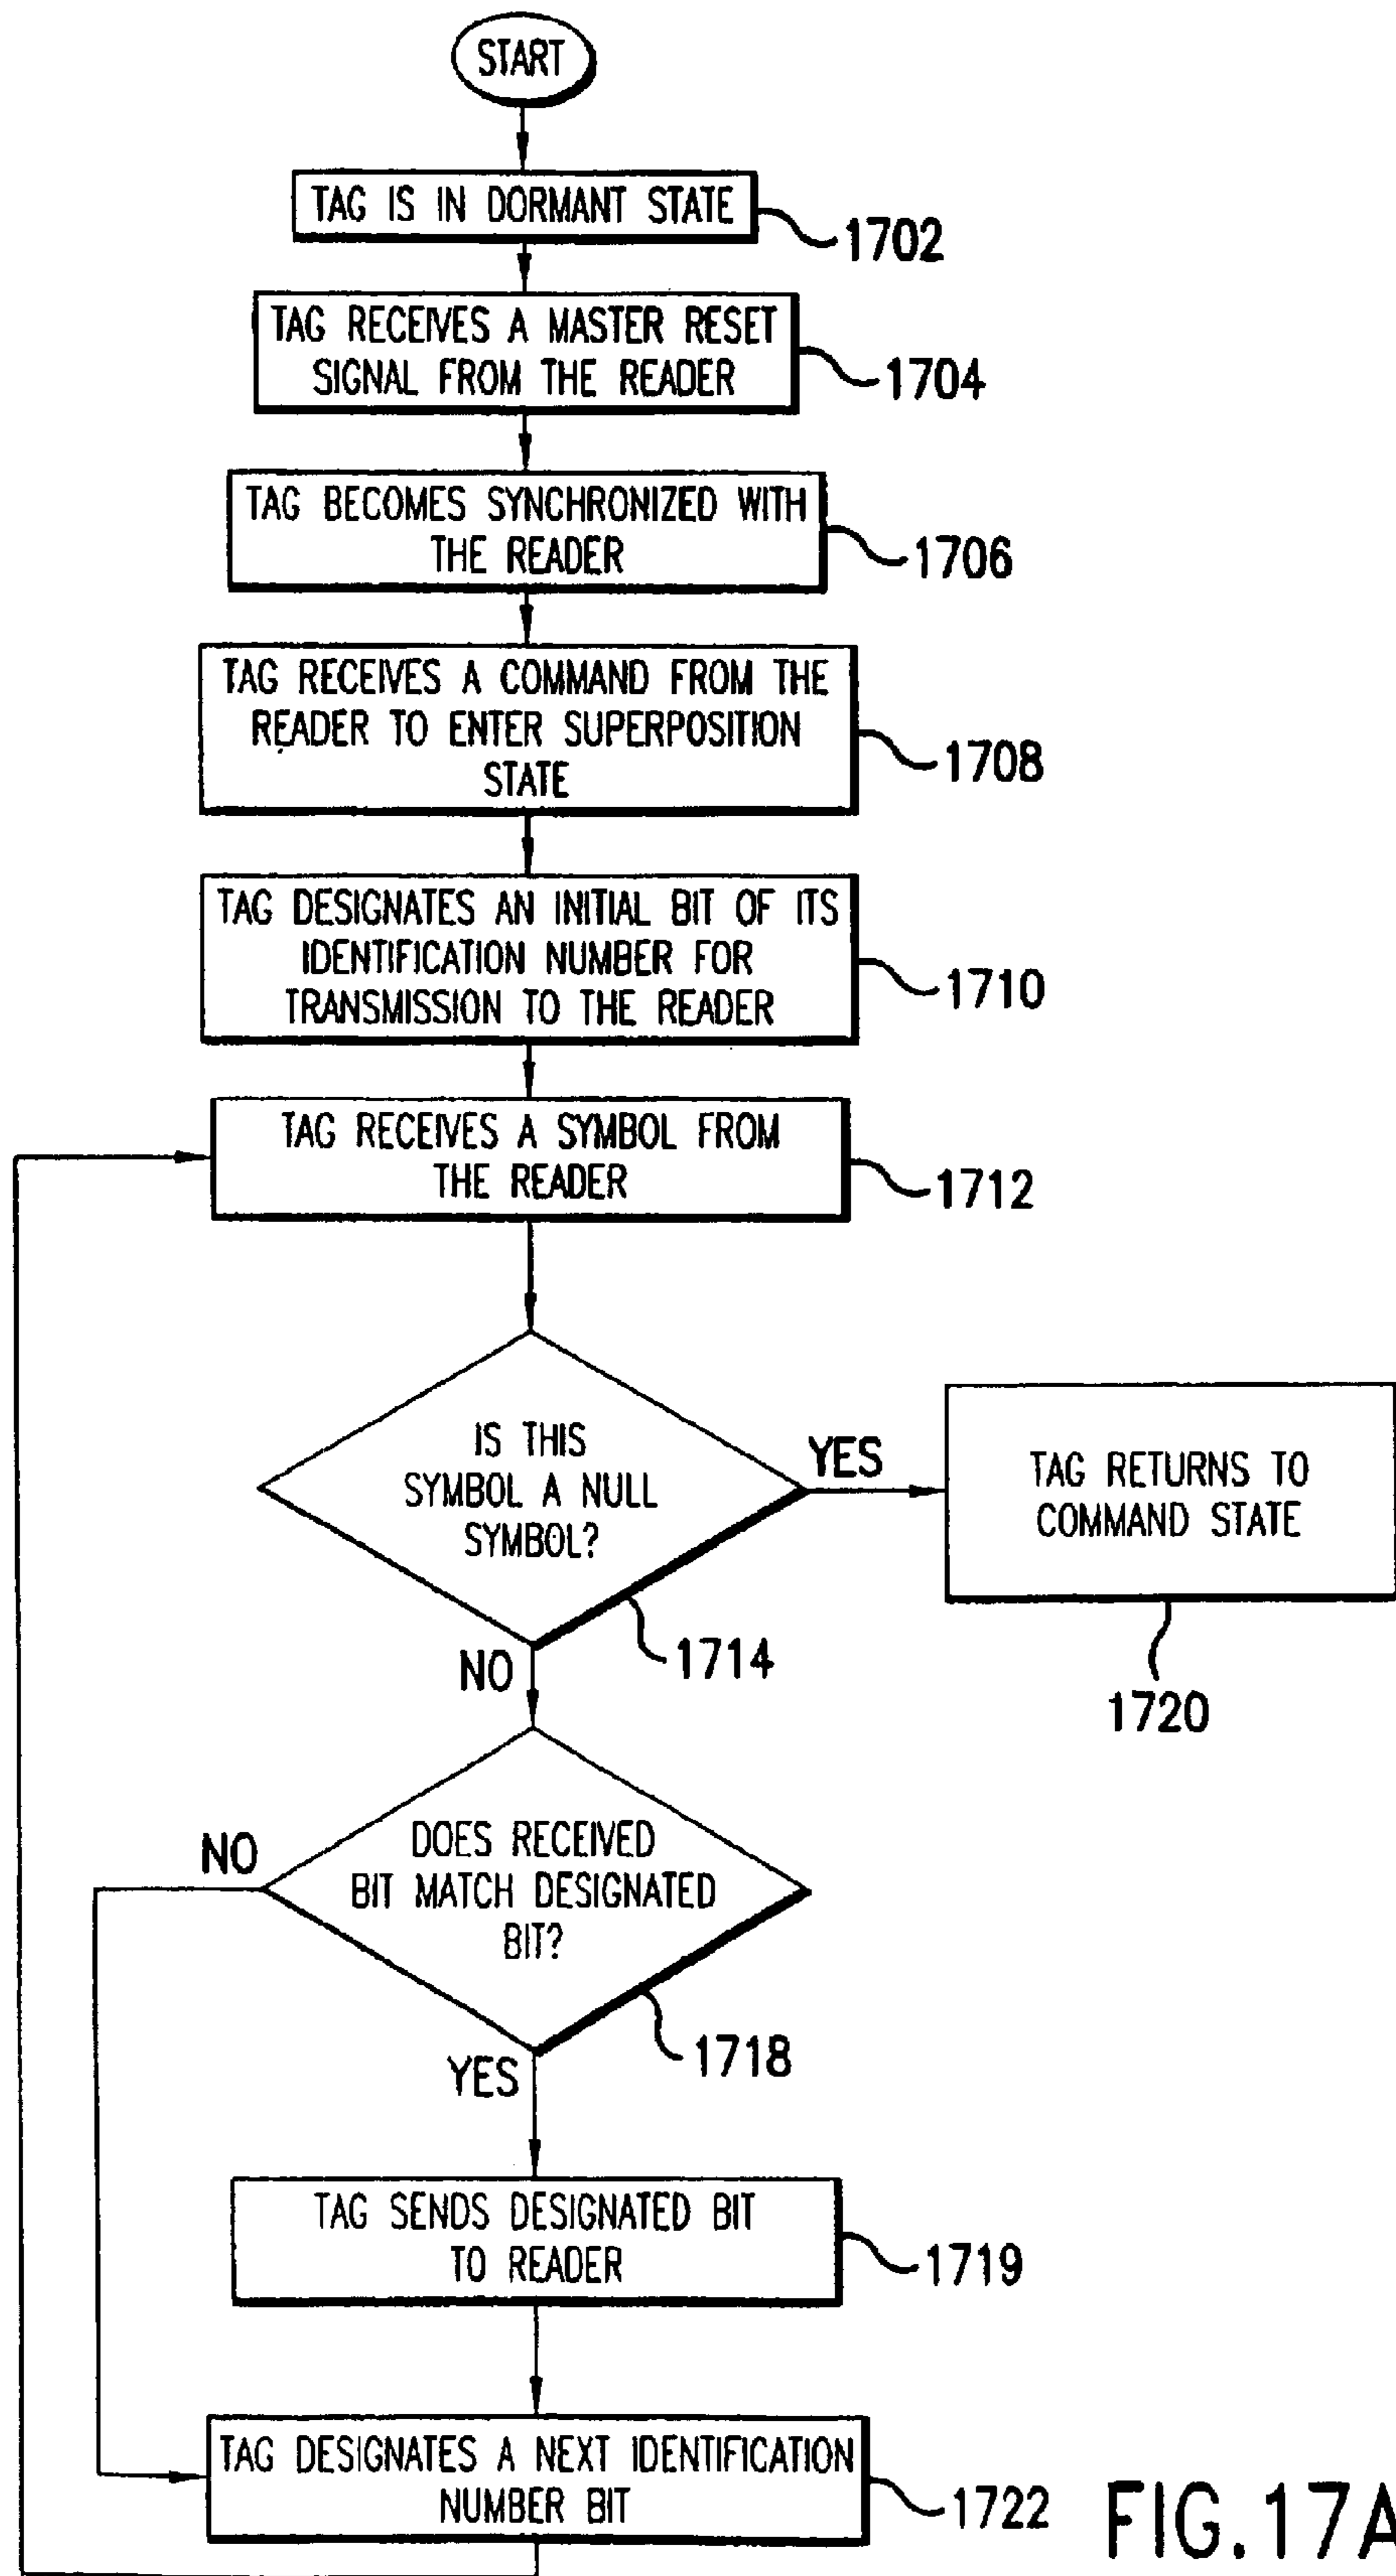 START
TAG IS IN DORMANT STATE
1702
TAG RECEIVES A MASTER RESET
SIGNAL FROM THE READER
1704
TAG BECOMES SYNCHRONIZED WITH
THE READER
1706
TAG RECEIVES A COMMAND FROM THE
READER TO ENTER SUPERPOSITION
STATE
1708
TAG DESIGNATES AN INITIAL BIT OF ITS
IDENTIFICATION NUMBER FOR
TRANSMISSION TO THE READER
1710
TAG RECEIVES A SYMBOL FROM
THE READER
1712
IS THIS
SYMBOL A NULL
SYMBOL?
1714
YES
TAG RETURNS TO
COMMAND STATE
1720
NO
DOES RECEIVED
BIT MATCH DESIGNATED
BIT?
1718
NO
YES
TAG SENDS DESIGNATED BIT
TO READER
1719
TAG DESIGNATES A NEXT IDENTIFICATION
NUMBER BIT
1722
FIG.17A